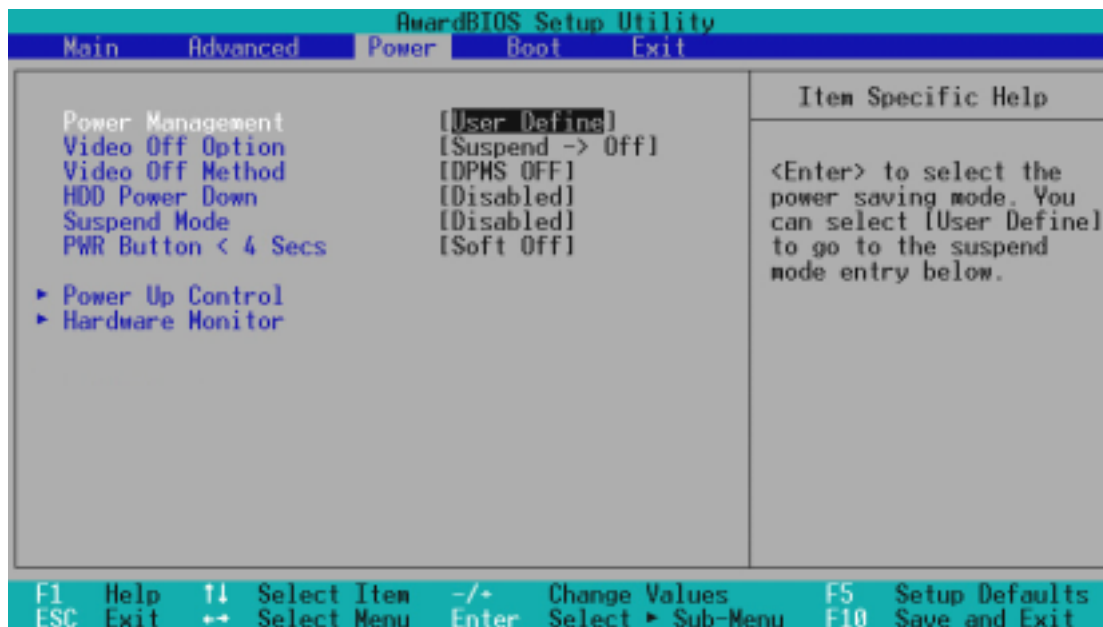 AwardBIOS Setup Utility
Main Advanced Power Boot Exit
Power Management [User Define]
Video Off Option [Suspend -> Off]
Video Off Method [DPMS OFF]
HDD Power Down [Disabled]
Suspend Mode [Disabled]
PWR Button < 4 Secs [Soft Off]
► Power Up Control
► Hardware Monitor
Item Specific Help
<Enter> to select the
power saving mode. You
can select [User Define]
to go to the suspend
mode entry below.
F1 Help ↑↓ Select Item -/+ Change Values F5 Setup Defaults
ESC Exit ←→ Select Menu Enter Select ► Sub-Menu F10 Save and Exit